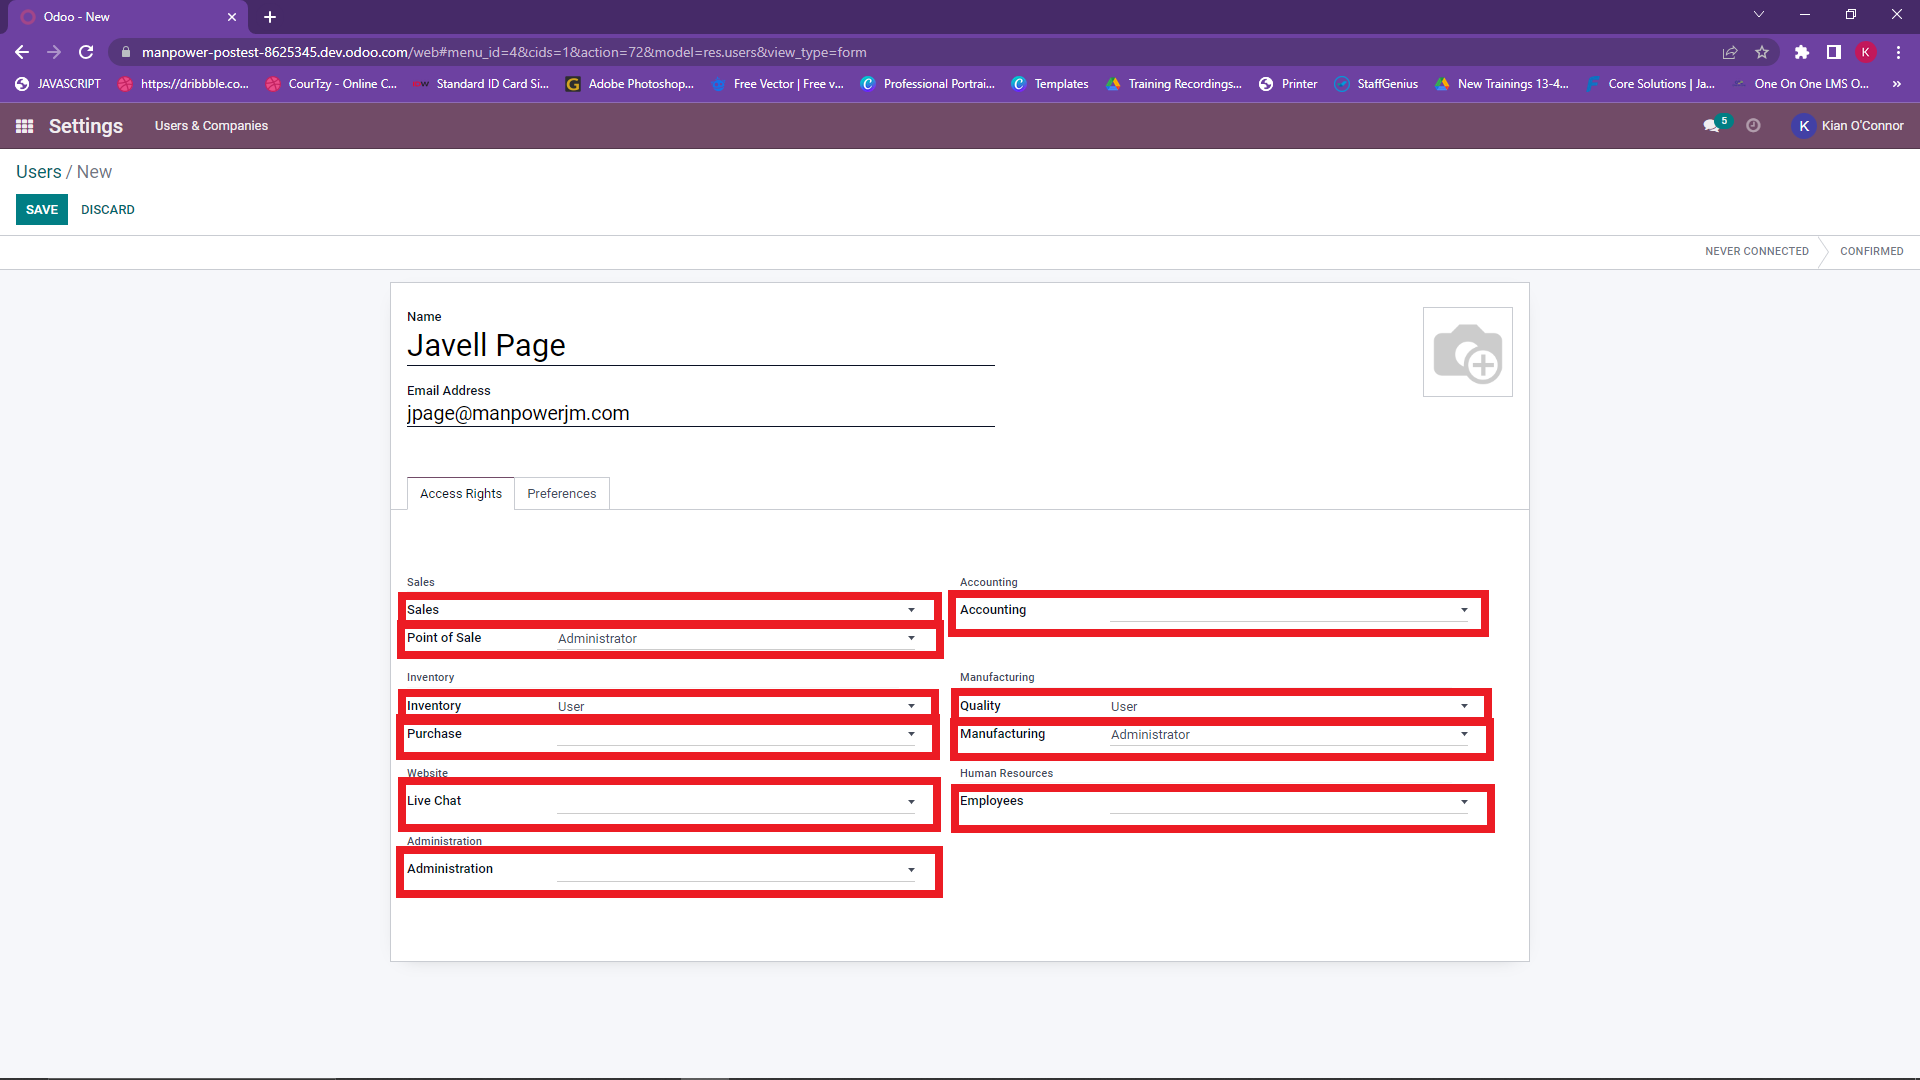 Odoo - New
manpower-postest-8625345.dev.odoo.com/web#menu_id=4&cids=1&action=72&model=res.users&view_type=form
K
JAVASCRIPT https://dribbble.co... CourTzy - Online C... Standard ID Card Si... Adobe Photoshop... Free Vector | Free v... Professional Portrai... Templates Training Recordings... Printer StaffGenius New Trainings 13-4... Core Solutions | Ja... One On One LMS O... »
Settings Users & Companies 5 K Kian O'Connor
Users / New
SAVE DISCARD
NEVER CONNECTED CONFIRMED
Name
Javell Page
Email Address
jpage@manpowerjm.com
Access Rights Preferences
Sales Accounting
Sales Accounting
Point of Sale Administrator
Inventory Manufacturing
Inventory User Quality User
Purchase Manufacturing Administrator
Website Human Resources
Live Chat Employees
Administration
Administration